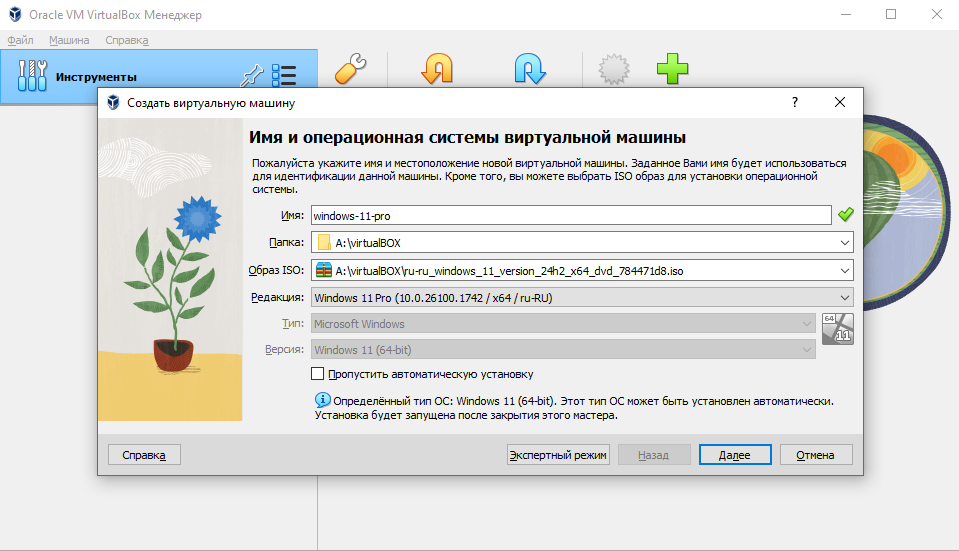 Oracle VM VirtualBox Менеджер
Файл Машина Справка
Инструменты
Создать виртуальную машину
?
Имя и операционная системы виртуальной машины
Пожалуйста укажите имя и местоположение новой виртуальной машины. Заданное Вами имя будет использоваться
для идентификации данной машины. Кроме того, вы можете выбрать ISO образ для установки операционной
системы.
Имя: windows-11-pro
Папка: A:\virtualBOX
Образ ISO: A:\virtualBOX\ru-ru_windows_11_version_24h2_x64_dvd_784471d8.iso
Редакция: Windows 11 Pro (10.0.26100.1742 / x64 / ru-RU)
Тип: Microsoft Windows
64
11
Версия: Windows 11 (64-bit)
Пропустить автоматическую установку
Определённый тип ОС: Windows 11 (64-bit). Этот тип ОС может быть установлен автоматически.
Установка будет запущена после закрытия этого мастера.
Справка Экспертный режим Назад Далее Отмена